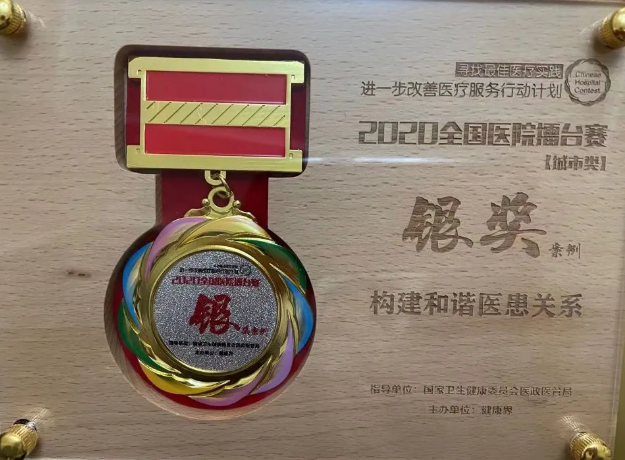 寻找最佳医疗实践
进一步改善医疗服务行动计划
Chinese
Hospital
Contest
2020全国医院擂台赛
【城市类】
银奖
案例
构建和谐医患关系
指导单位：国家卫生健康委员会医政医管局
主办单位：健康界
2020全国医院擂台赛
银